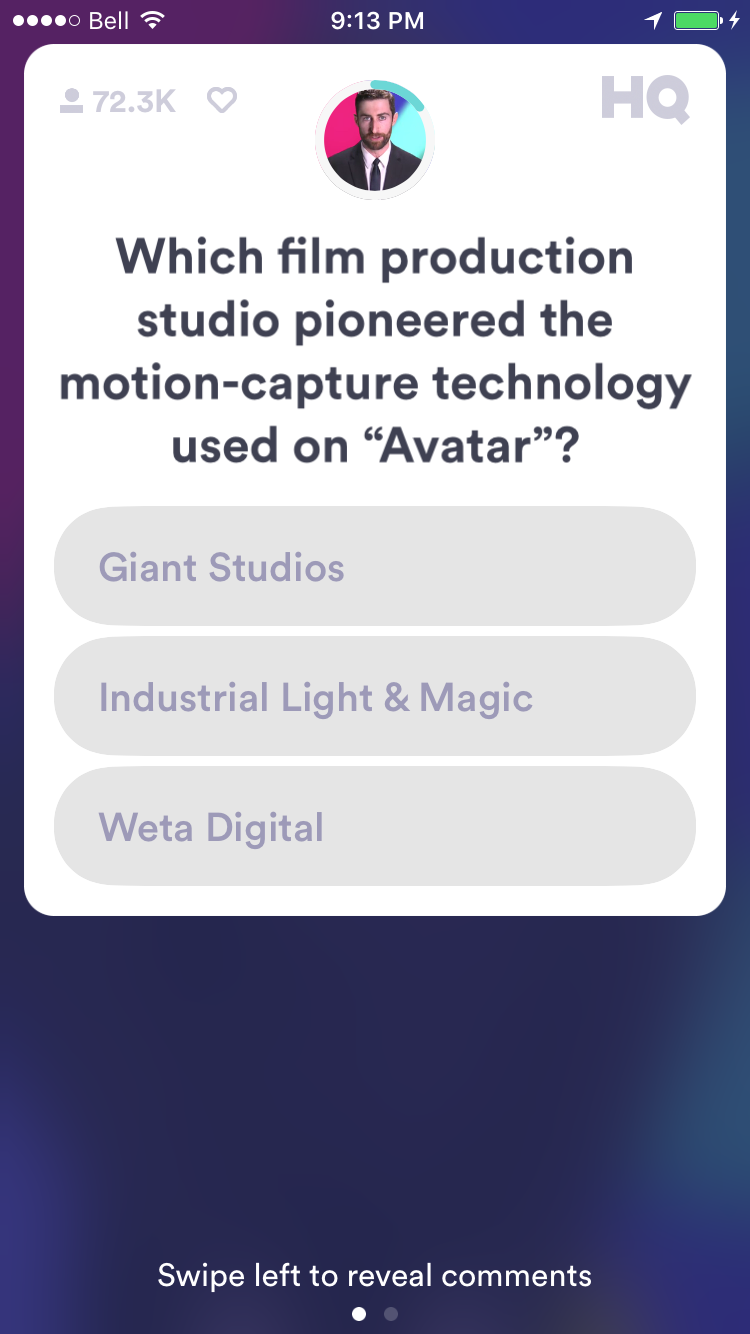 Bell 9:13 PM
72.3K HQ
Which film production
studio pioneered the
motion-capture technology
used on “Avatar”?
Giant Studios
Industrial Light & Magic
Weta Digital
Swipe left to reveal comments